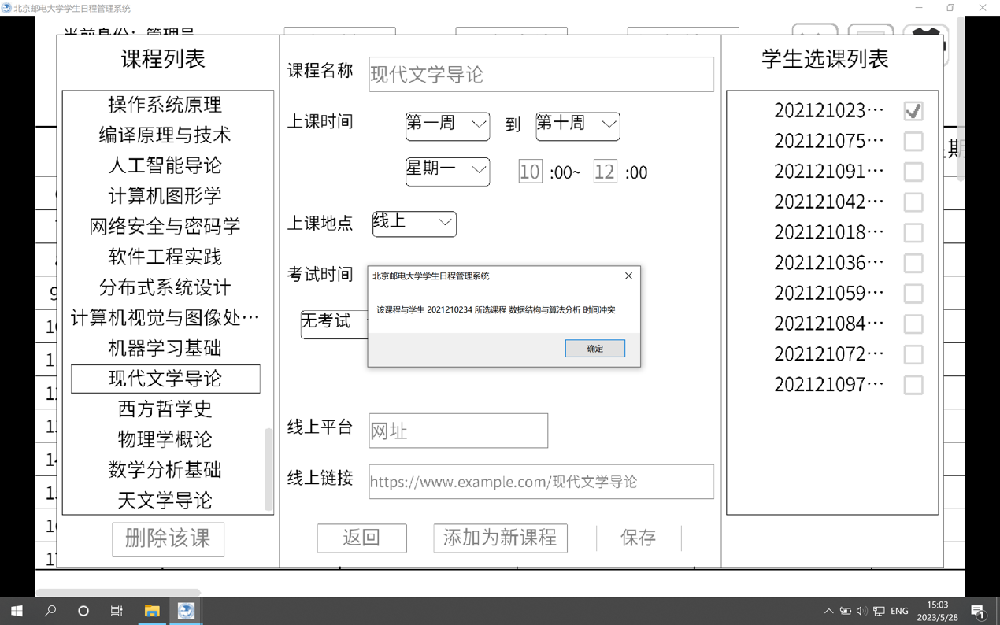 北京邮电大学学生日程管理系统
当前身份：管理员
课程列表
操作系统原理
编译原理与技术
人工智能导论
计算机图形学
网络安全与密码学
软件工程实践
分布式系统设计
计算机视觉与图像处…
机器学习基础
现代文学导论
西方哲学史
物理学概论
数学分析基础
天文学导论
删除该课
课程名称 现代文学导论
上课时间 第一周 到 第十周
星期一 10 :00~ 12 :00
上课地点 线上
考试时间
无考试
北京邮电大学学生日程管理系统
该课程与学生 2021210234 所选课程 数据结构与算法分析 时间冲突
确定
线上平台 网址
线上链接 https://www.example.com/现代文学导论
返回 添加为新课程 保存
学生选课列表
202121023…
202121075…
202121091…
202121042…
202121018…
202121036…
202121059…
202121084…
202121072…
202121097…
ENG
15:03
2023/5/28
1